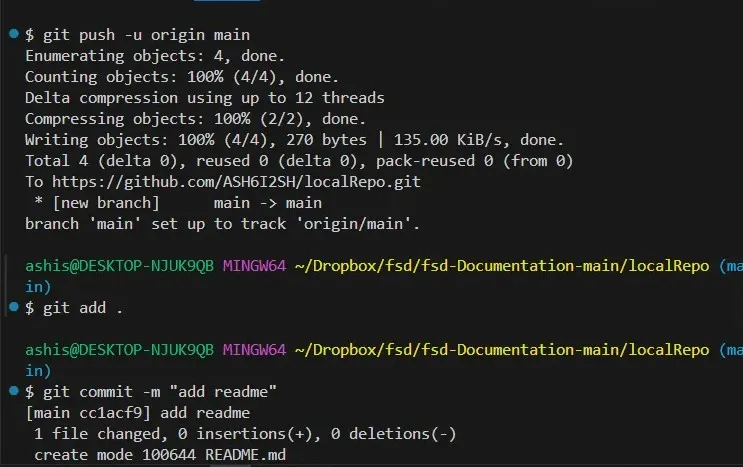 $ git push -u origin main
Enumerating objects: 4, done.
Counting objects: 100% (4/4), done.
Delta compression using up to 12 threads
Compressing objects: 100% (2/2), done.
Writing objects: 100% (4/4), 270 bytes | 135.00 KiB/s, done.
Total 4 (delta 0), reused 0 (delta 0), pack-reused 0 (from 0)
To https://github.com/ASH6I2SH/localRepo.git
 * [new branch]      main -> main
branch 'main' set up to track 'origin/main'.
ashis@DESKTOP-NJUK9QB MINGW64 ~/Dropbox/fsd/fsd-Documentation-main/localRepo (ma
in)
$ git add .
ashis@DESKTOP-NJUK9QB MINGW64 ~/Dropbox/fsd/fsd-Documentation-main/localRepo (ma
in)
$ git commit -m "add readme"
[main cc1acf9] add readme
 1 file changed, 0 insertions(+), 0 deletions(-)
 create mode 100644 README.md